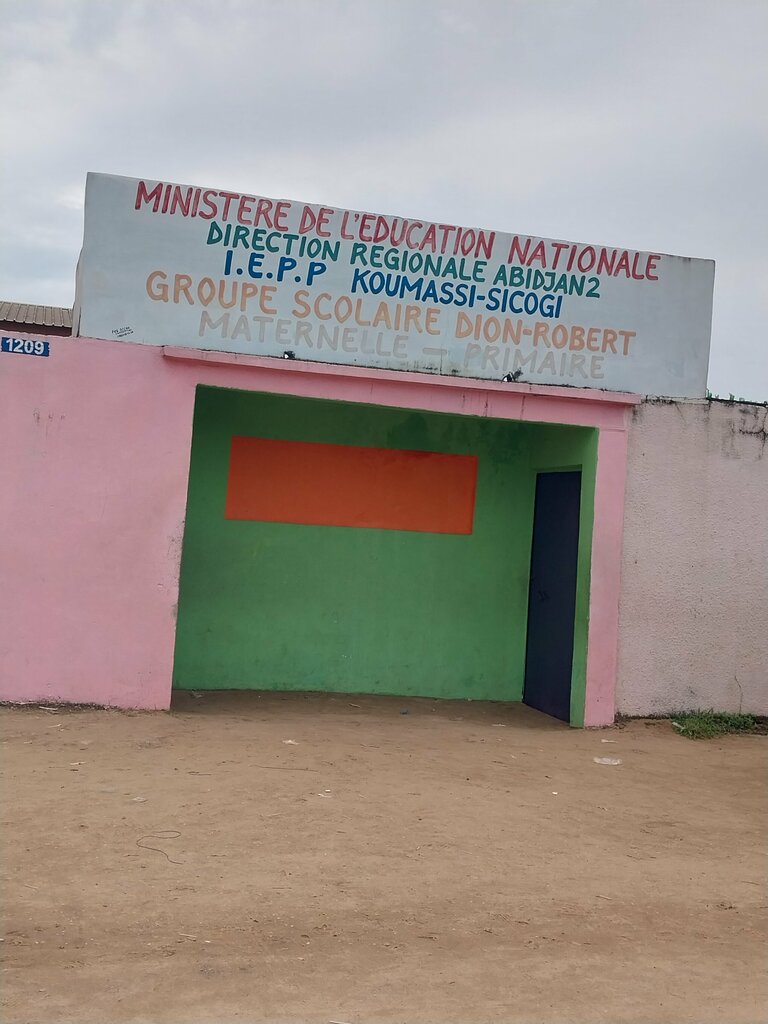 MINISTERE DE L'EDUCATION NATIONALE
DIRECTION REGIONALE ABIDJAN2
I.E.P.P KOUMASSI-SICOGI
GROUPE SCOLAIRE DION-ROBERT
MATERNELLE - PRIMAIRE
1209